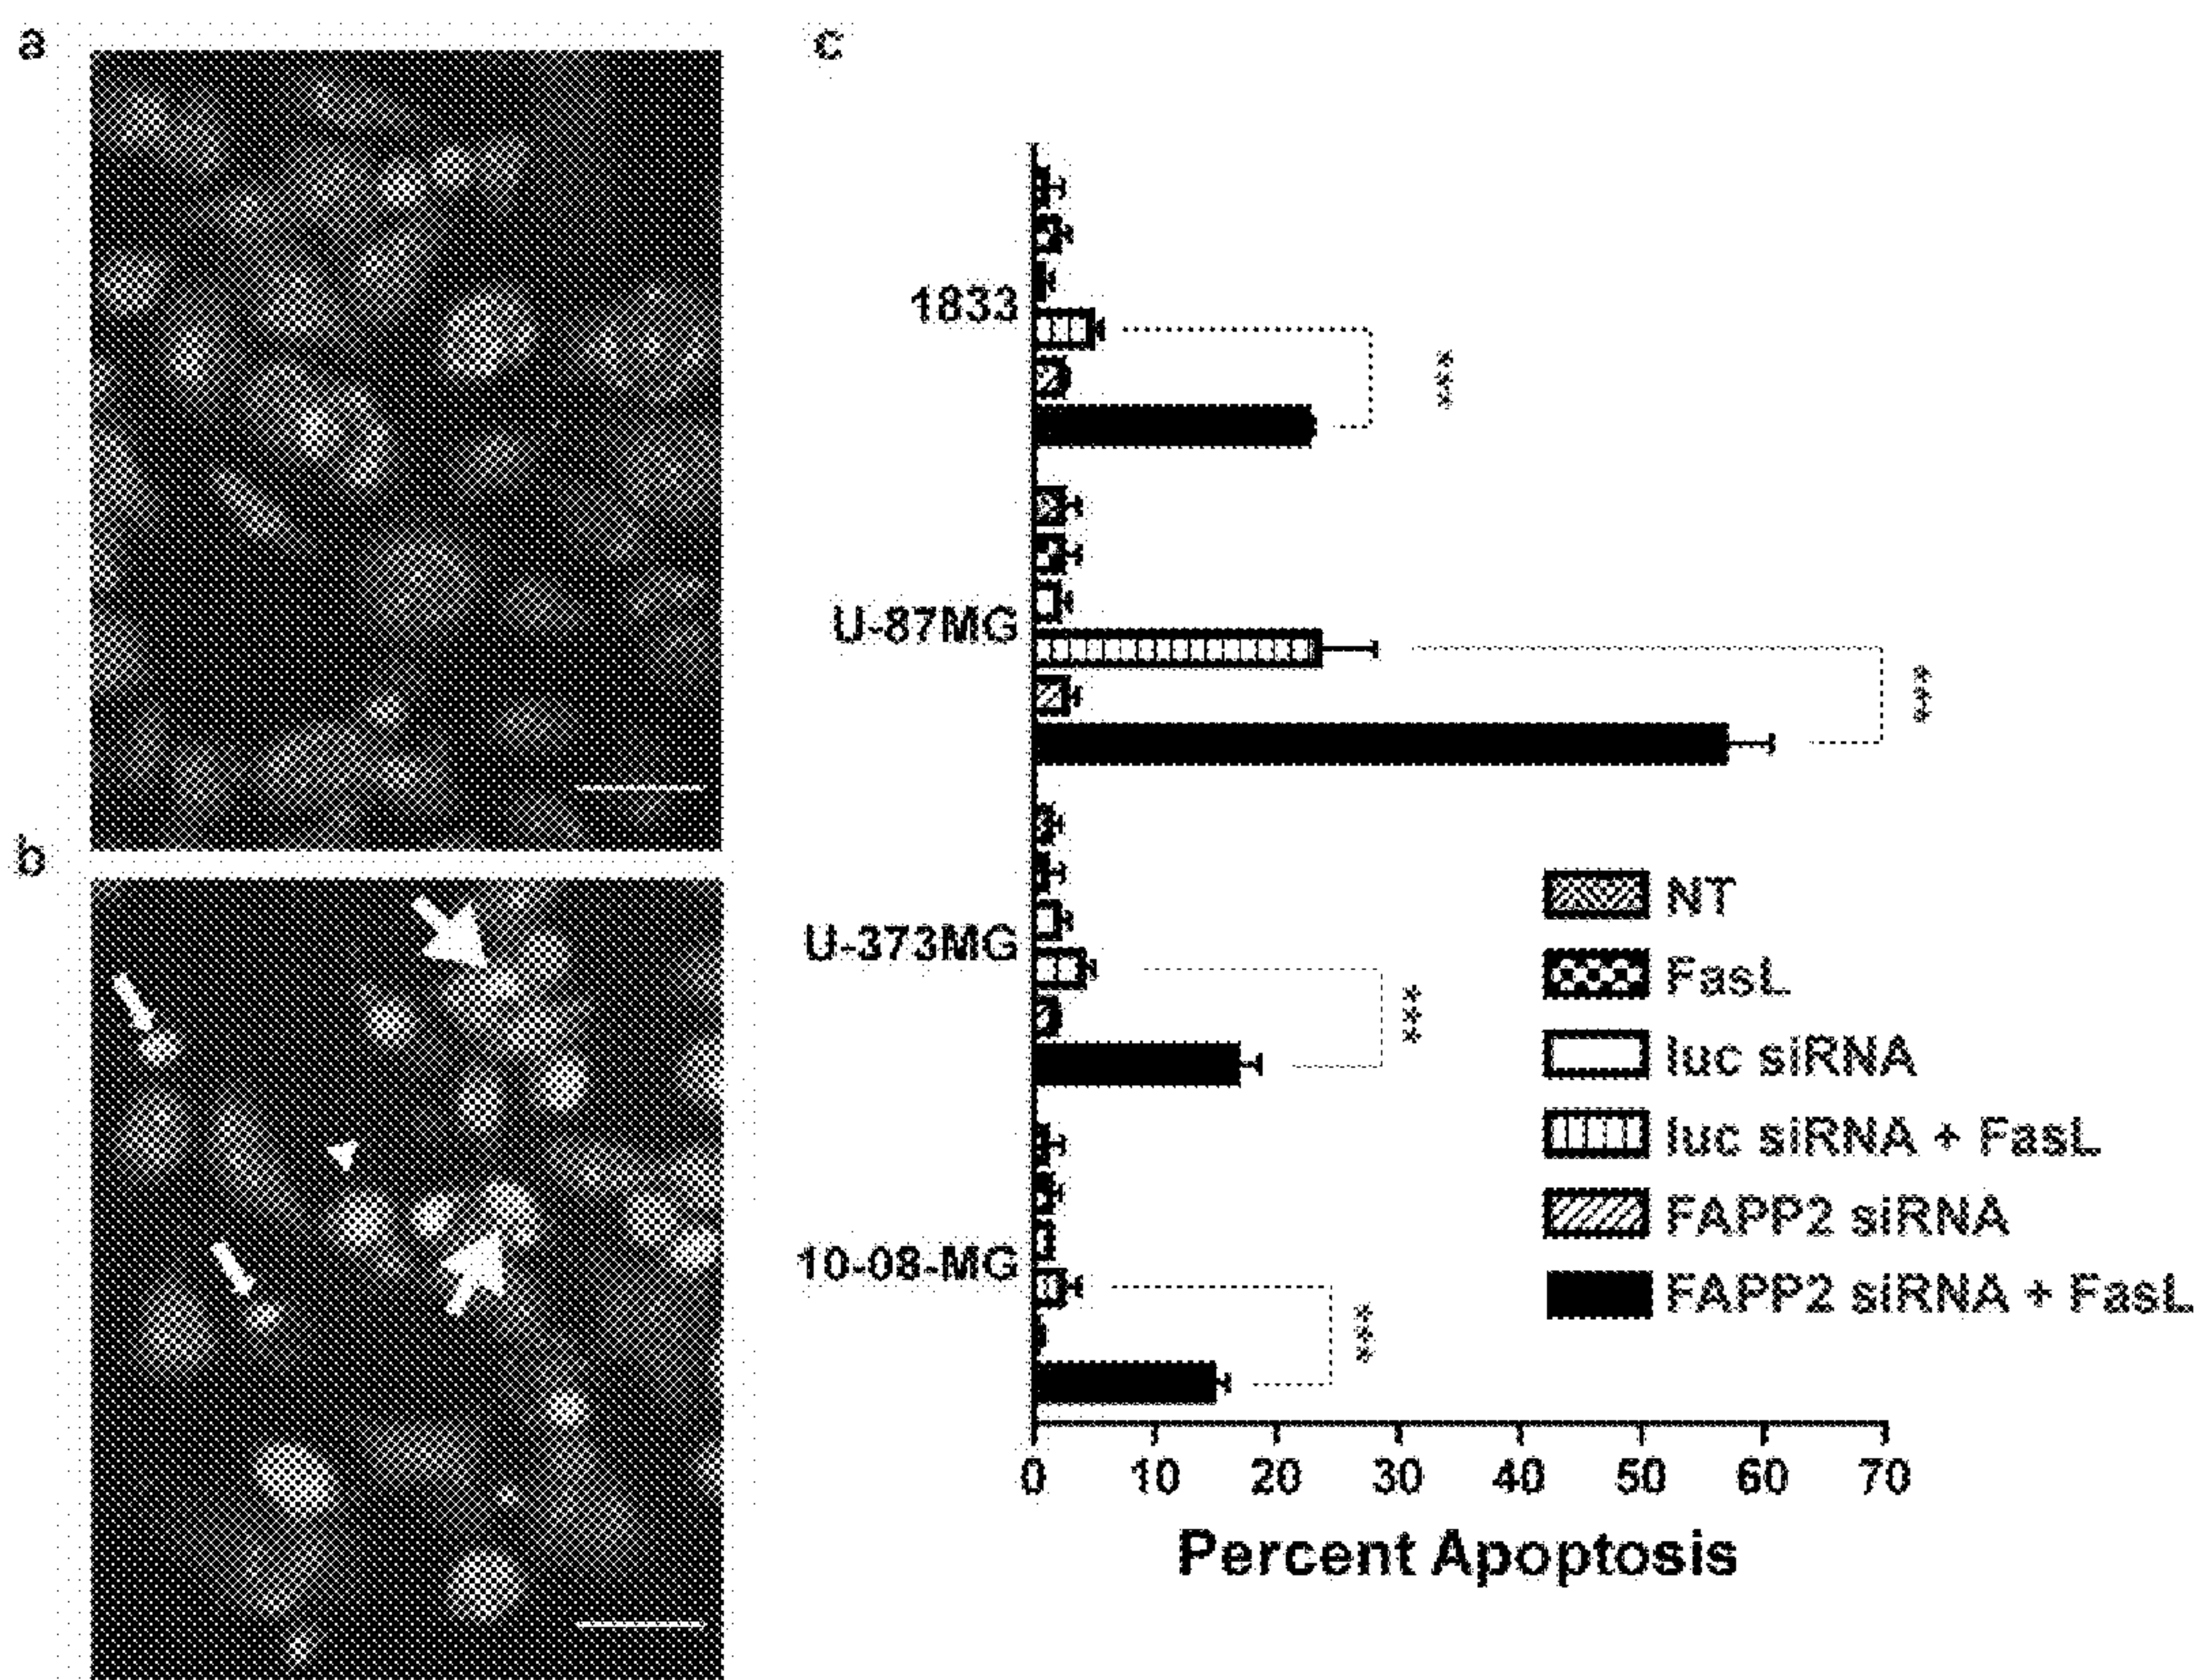 a
b
c
1833
U-87MG
U-373MG
10-08-MG
***
***
***
***
NT
FasL
luc siRNA
luc siRNA + FasL
FAPP2 siRNA
FAPP2 siRNA + FasL
0 10 20 30 40 50 60 70
Percent Apoptosis